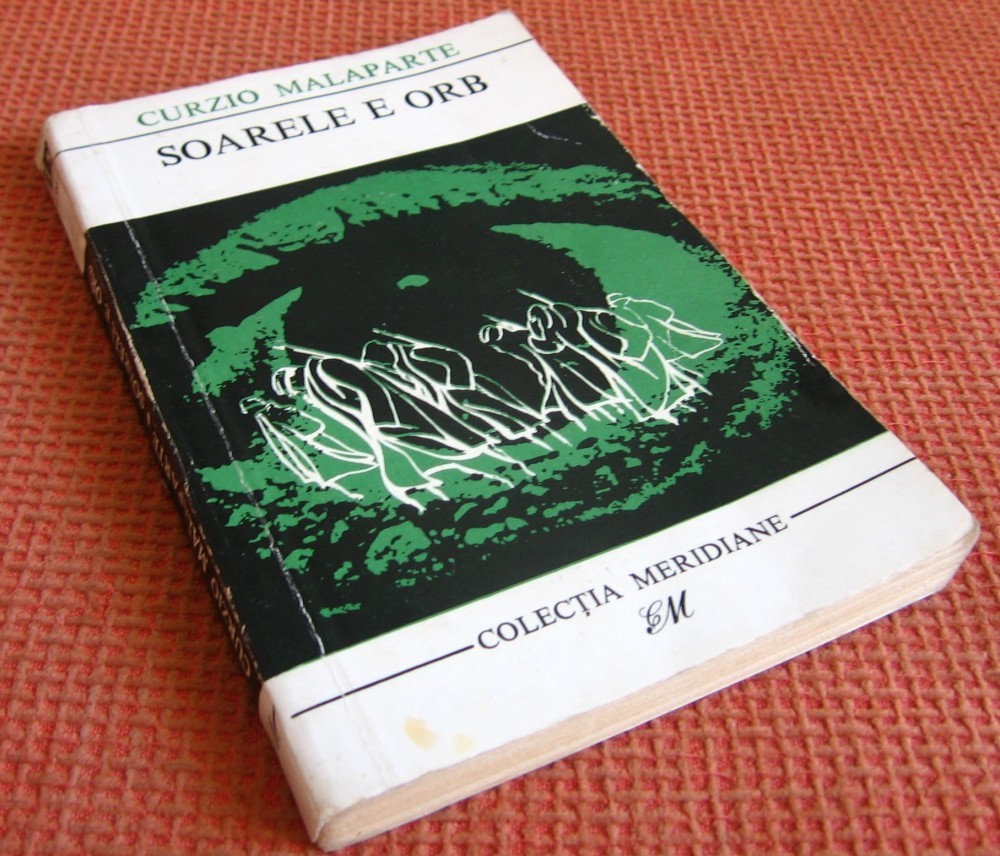 CURZIO MALAPARTE
SOARELE E ORB
COLECȚIA MERIDIANE
CM